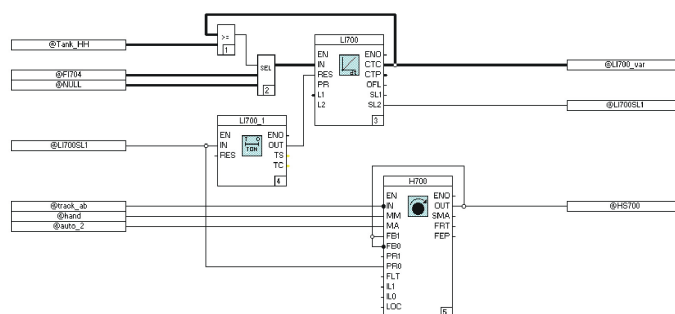 >=
1
@Tank_HH
SEL
2
@FI704
@NULL
LI700
EN ENO
IN CTC
RES CTP
PR OFL
L1 SL1
L2 SL2
3
@LI700_var
@LI700SL1
LI700_1
EN ENO
IN OUT
RES TS
TC
T 0
TON
4
@LI700SL1
H700
EN ENO
IN OUT
MM SMA
MA FRT
FB1 FEP
FB0
PR1
PR0
FLT
IL1
IL0
LOC
5
@track_ab
@hand
@auto_2
@HS700